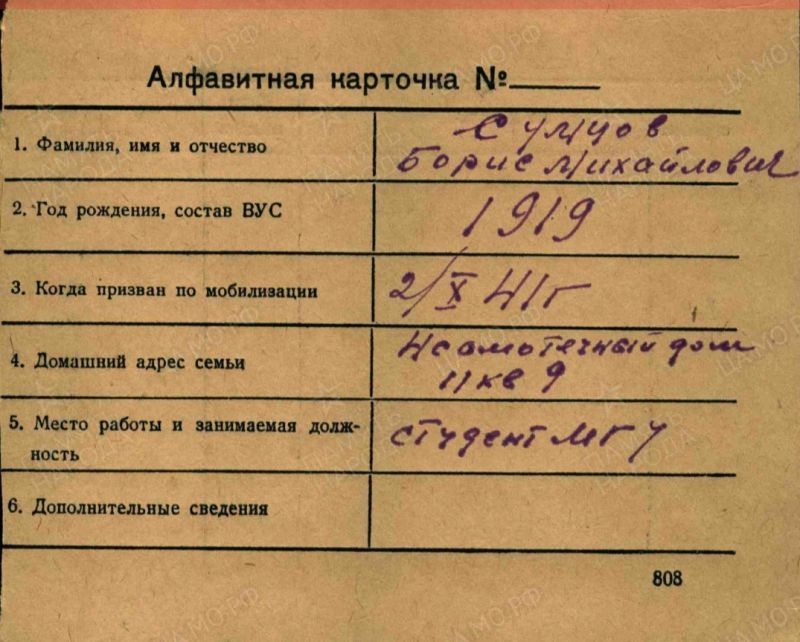 Алфавитная карточка №
1. Фамилия, имя и отчество
Сумцов
Борис Михайлович
2. Год рождения, состав ВУС
1919
3. Когда призван по мобилизации
2/X 41г
4. Домашний адрес семьи
4 самотечный дом
11 кв 9
5. Место работы и занимаемая долж-
ность
студент МГУ
6. Дополнительные сведения
808